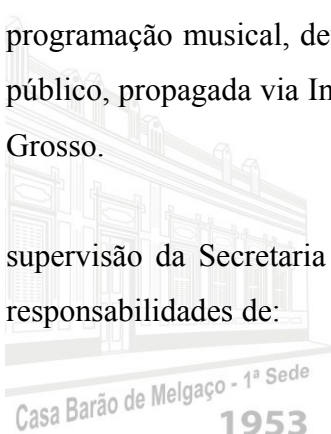 programação musical, de
público, propagada via In
Grosso.
supervisão da Secretaria
responsabilidades de:
Casa Barão de Melgaço - 1ª Sede
1953